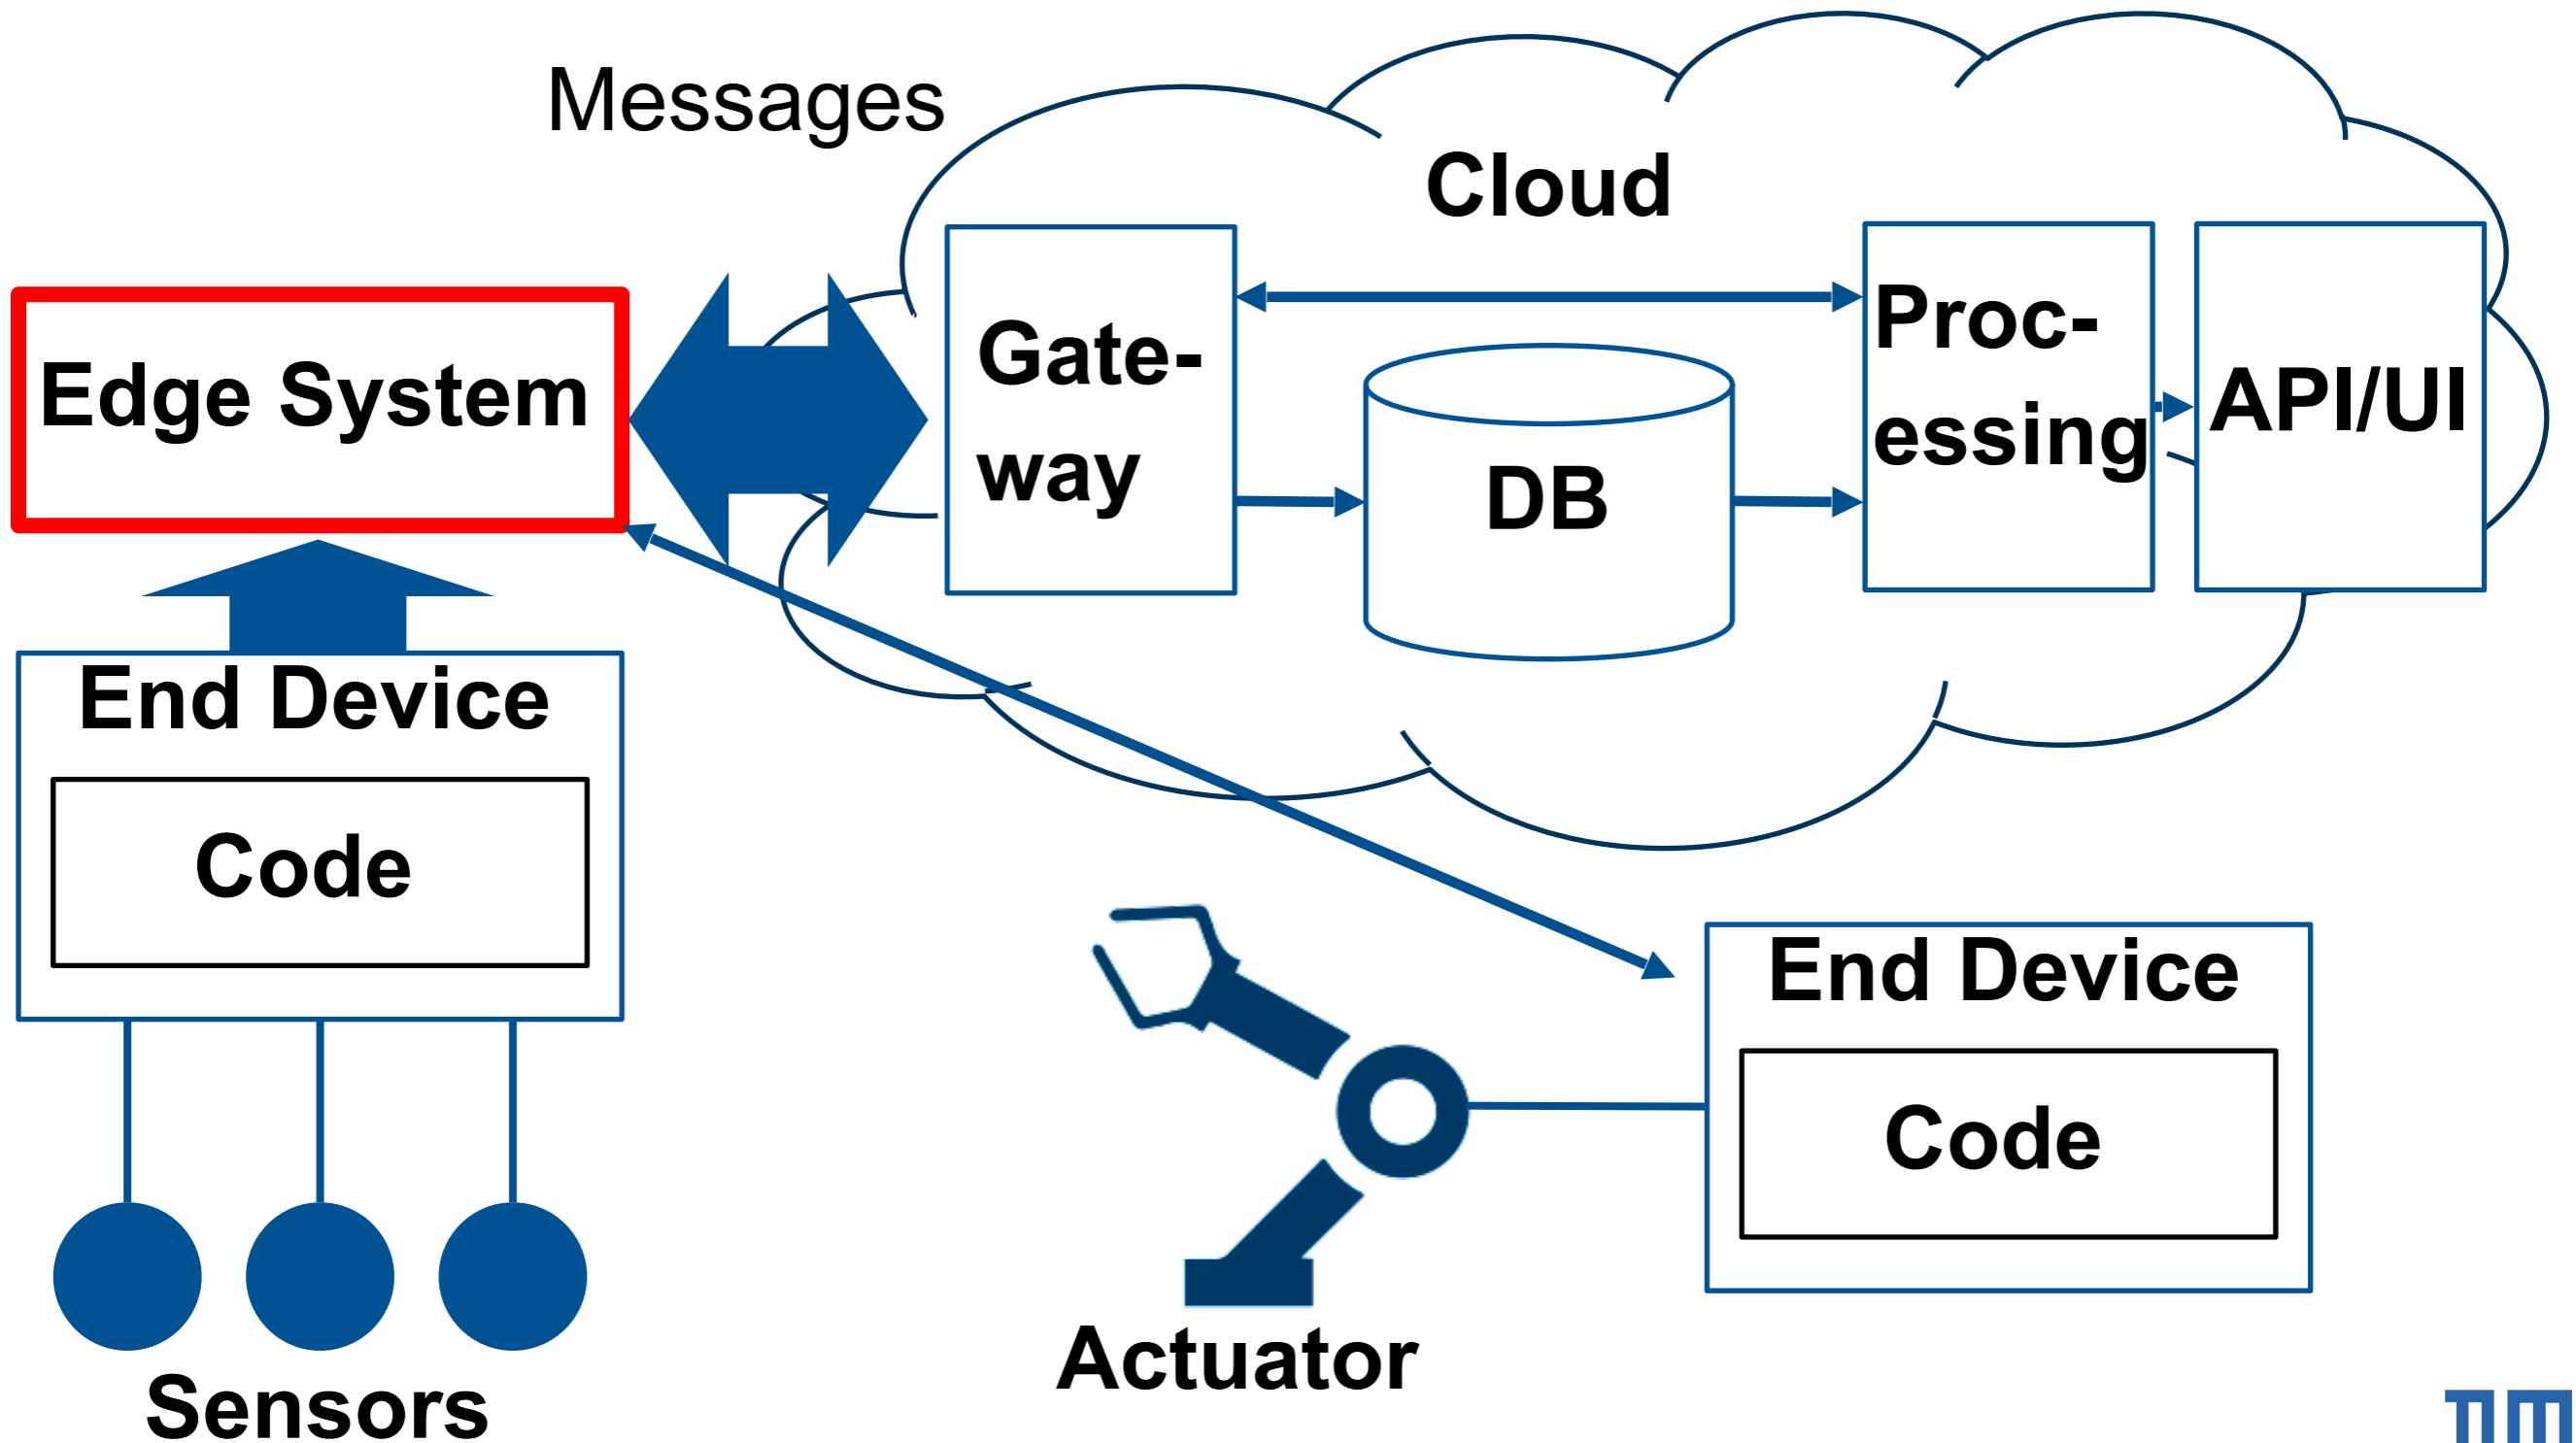 Messages
Cloud
Edge System
Gate-
way
DB
Proc-
essing
API/UI
End Device
Code
Sensors
Actuator
End Device
Code